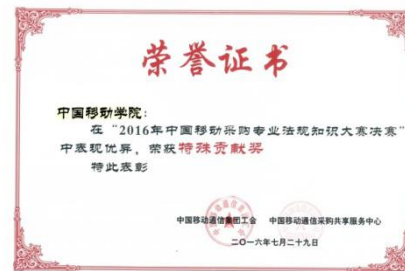 荣誉证书
中国移动学院：
在“2016年中国移动采购专业法规知识大赛决赛”
中表现优异，荣获特殊贡献奖
特此表彰
中国移动通信集团工会 中国移动通信采购共享服务中心
二〇一六年七月二十九日